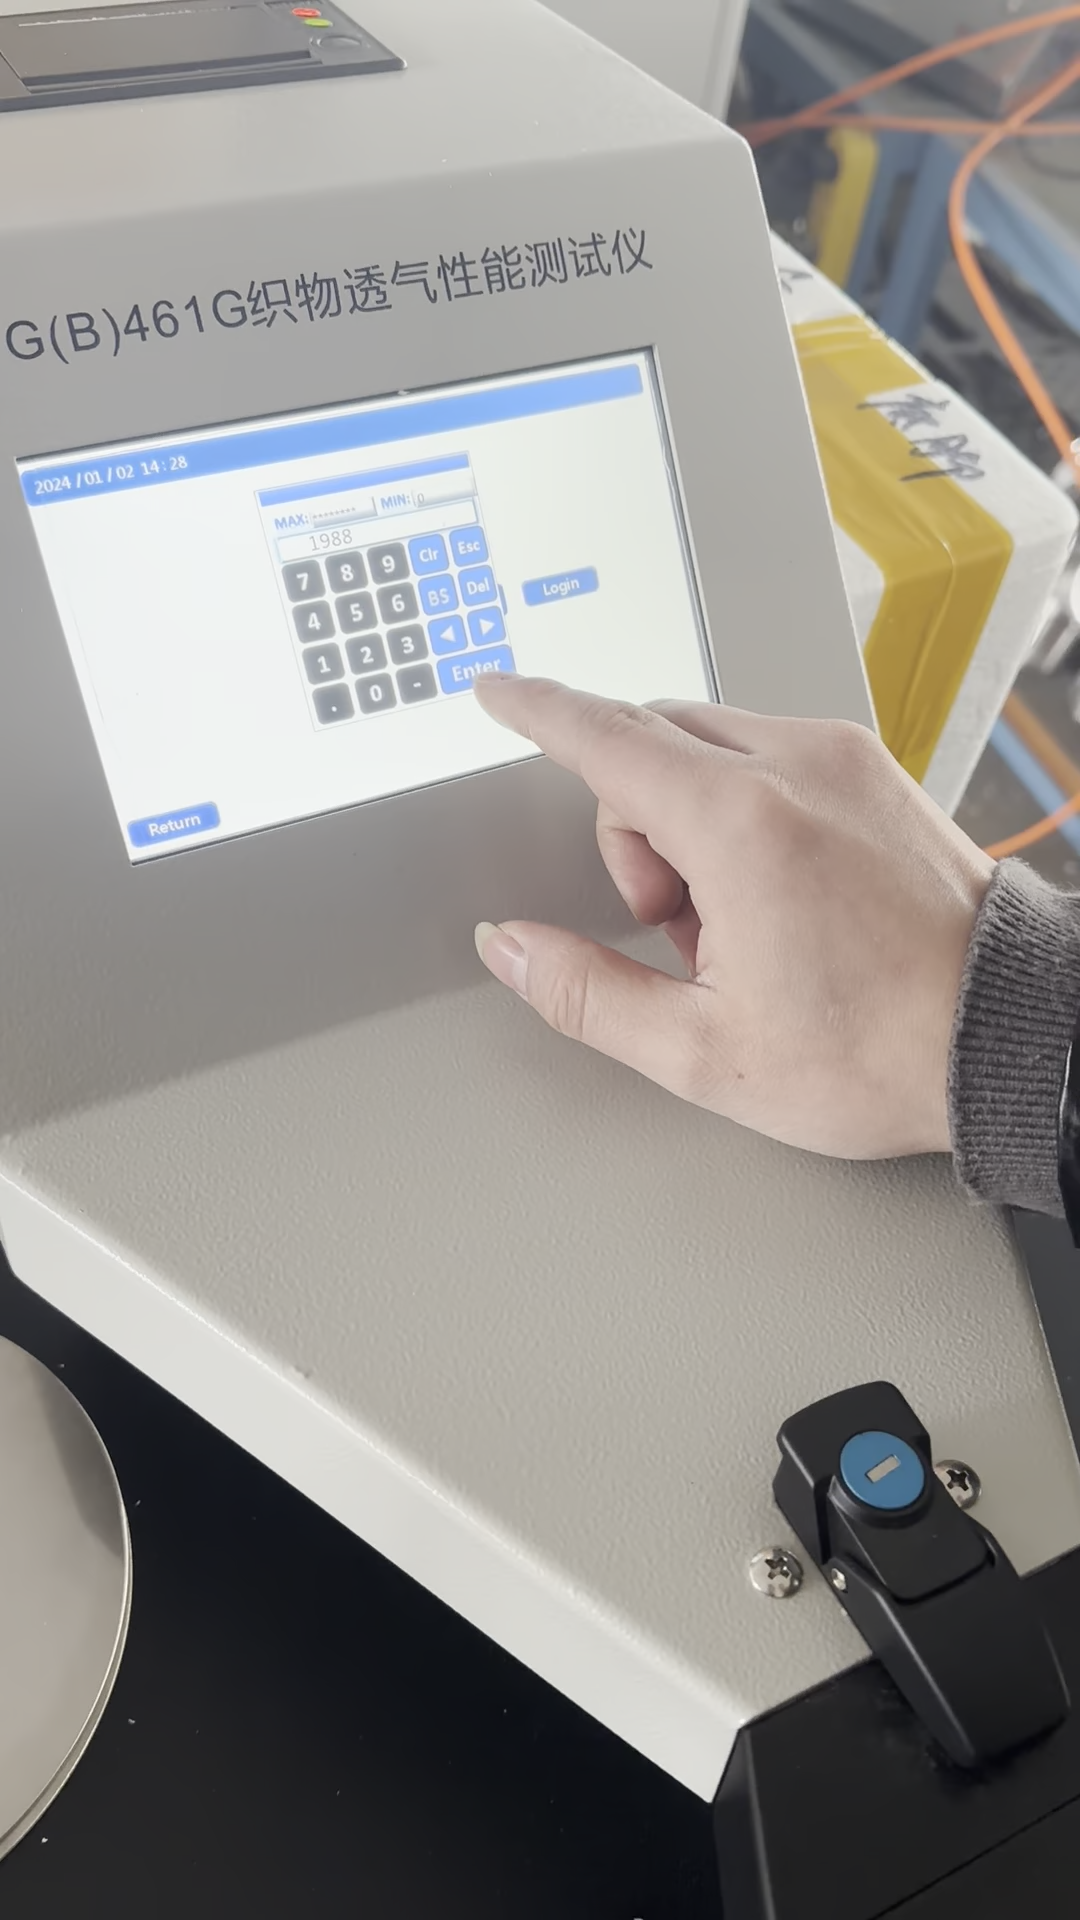 G(B)461G织物透气性能测试仪
2024/01/02 14:28
MAX: ******** MIN: 0
1988
7 8 9 Clr Esc
4 5 6 BS Del
1 2 3 ◀ ▶
. 0 - Enter
Login
Return